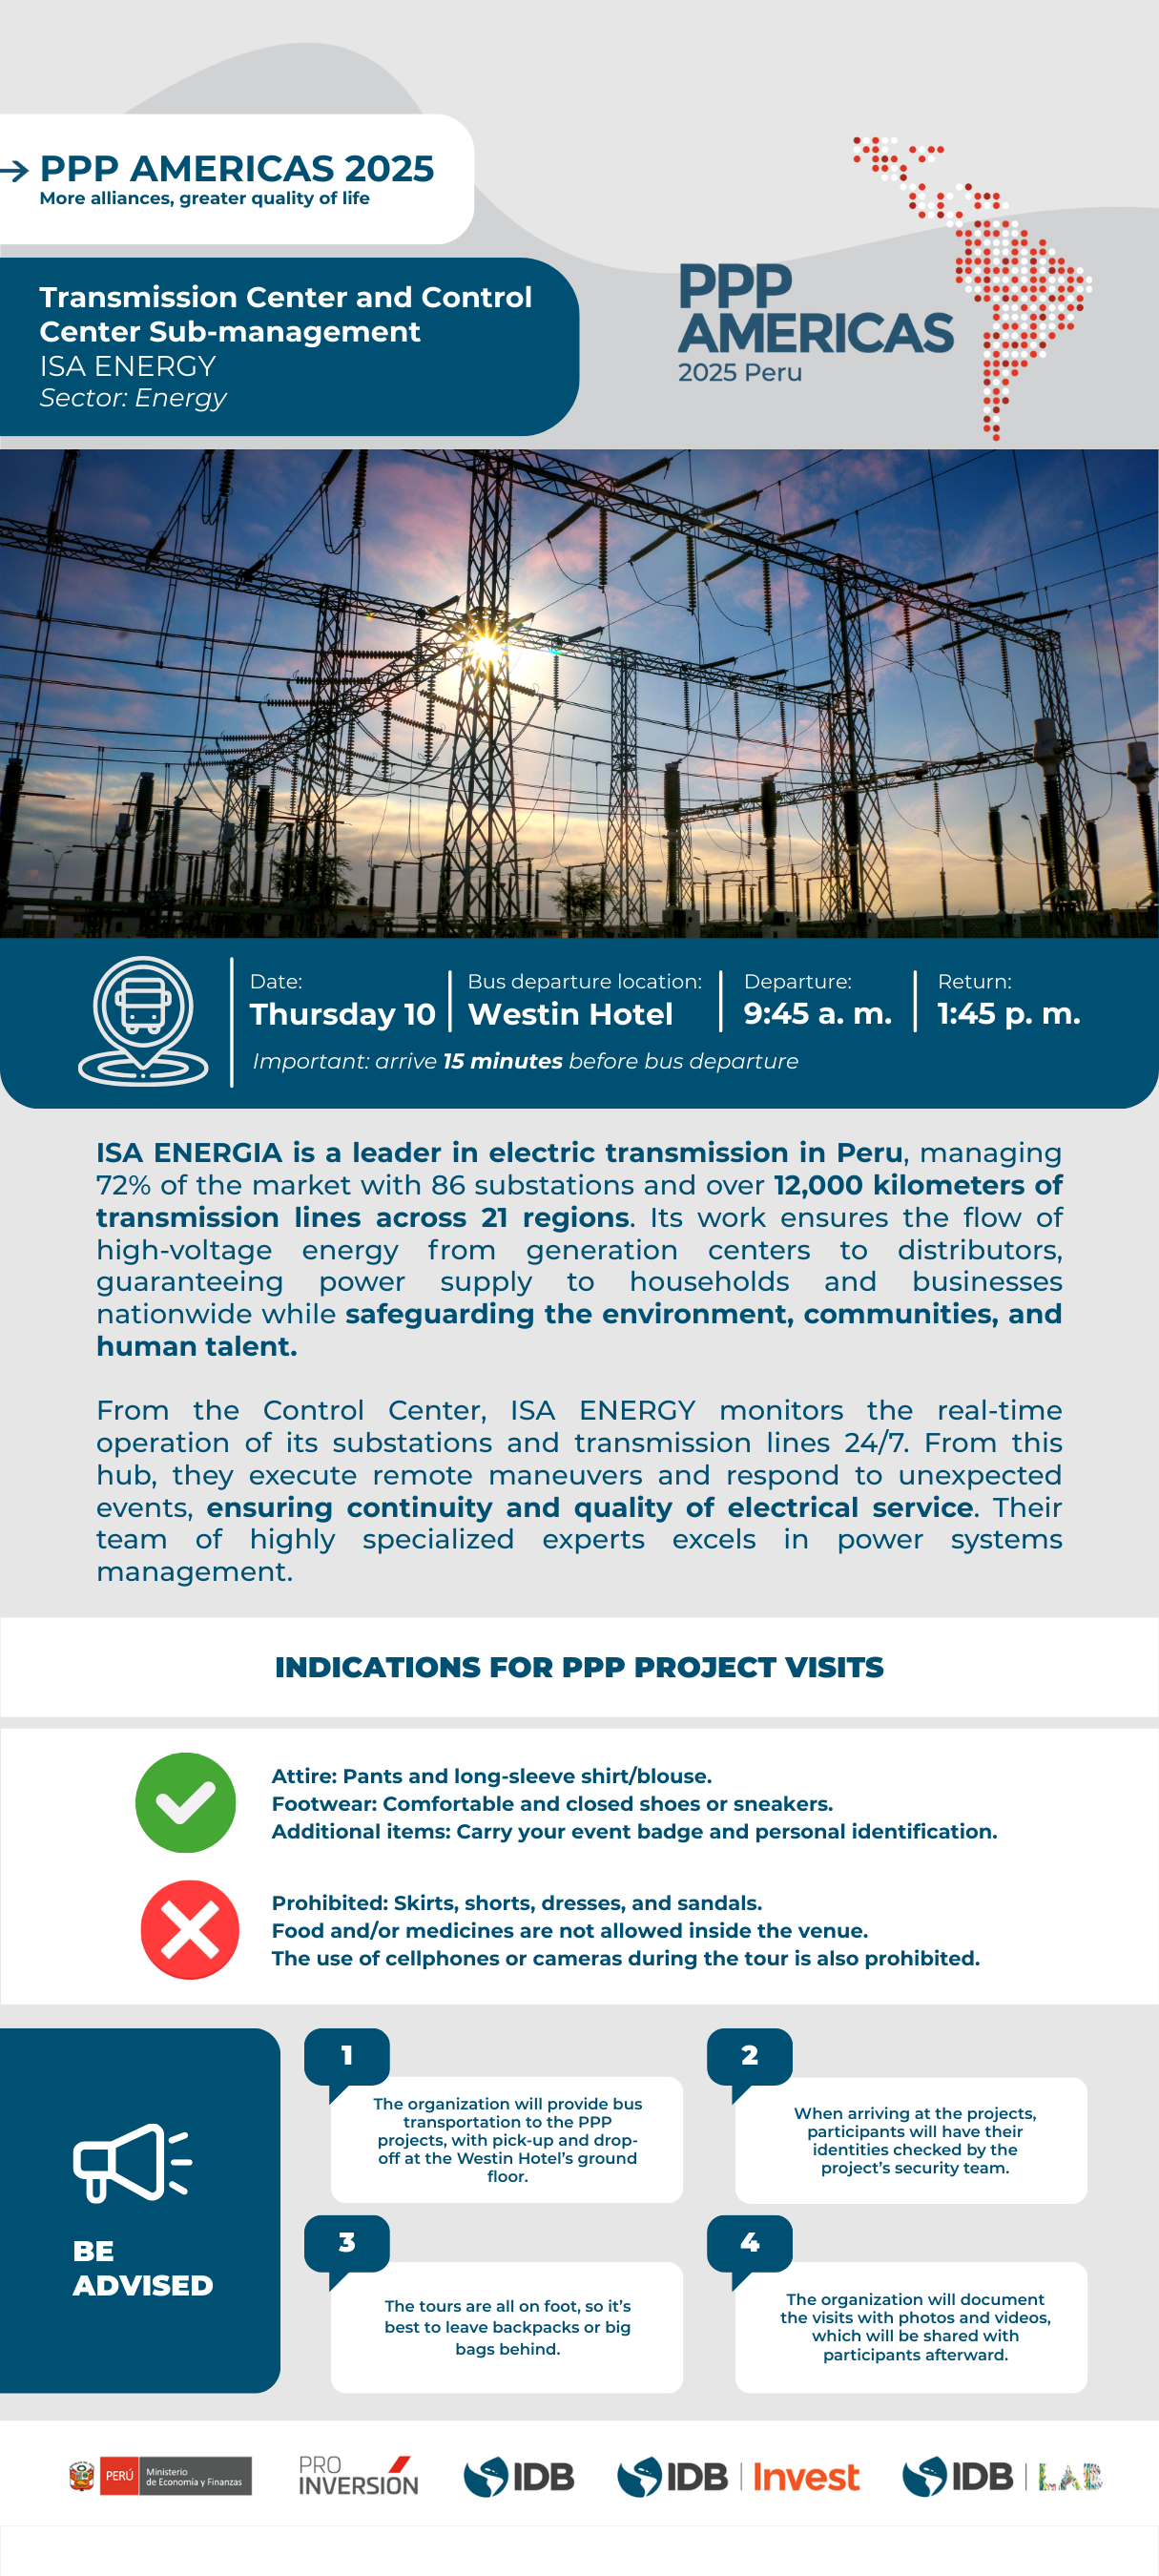 PPP AMERICAS 2025
More alliances, greater quality of life
Transmission Center and Control
Center Sub-management
ISA ENERGY
Sector: Energy
PPP
AMERICAS
2025 Peru
Date:
Thursday 10
Bus departure location:
Westin Hotel
Departure:
9:45 a. m.
Return:
1:45 p. m.
Important: arrive 15 minutes before bus departure
ISA ENERGIA is a leader in electric transmission in Peru, managing
72% of the market with 86 substations and over 12,000 kilometers of
transmission lines across 21 regions. Its work ensures the flow of
high-voltage energy from generation centers to distributors,
guaranteeing power supply to households and businesses
nationwide while safeguarding the environment, communities, and
human talent.
From the Control Center, ISA ENERGY monitors the real-time
operation of its substations and transmission lines 24/7. From this
hub, they execute remote maneuvers and respond to unexpected
events, ensuring continuity and quality of electrical service. Their
team of highly specialized experts excels in power systems
management.
INDICATIONS FOR PPP PROJECT VISITS
Attire: Pants and long-sleeve shirt/blouse.
Footwear: Comfortable and closed shoes or sneakers.
Additional items: Carry your event badge and personal identification.
Prohibited: Skirts, shorts, dresses, and sandals.
Food and/or medicines are not allowed inside the venue.
The use of cellphones or cameras during the tour is also prohibited.
BE
ADVISED
1
The organization will provide bus
transportation to the PPP
projects, with pick-up and drop-
off at the Westin Hotel's ground
floor.
2
When arriving at the projects,
participants will have their
identities checked by the
project's security team.
3
The tours are all on foot, so it's
best to leave backpacks or big
bags behind.
4
The organization will document
the visits with photos and videos,
which will be shared with
participants afterward.
PERÚ
Ministerio
de Economía y Finanzas
PRO
INVERSIÓN
IDB
IDB | Invest
IDB | LAB